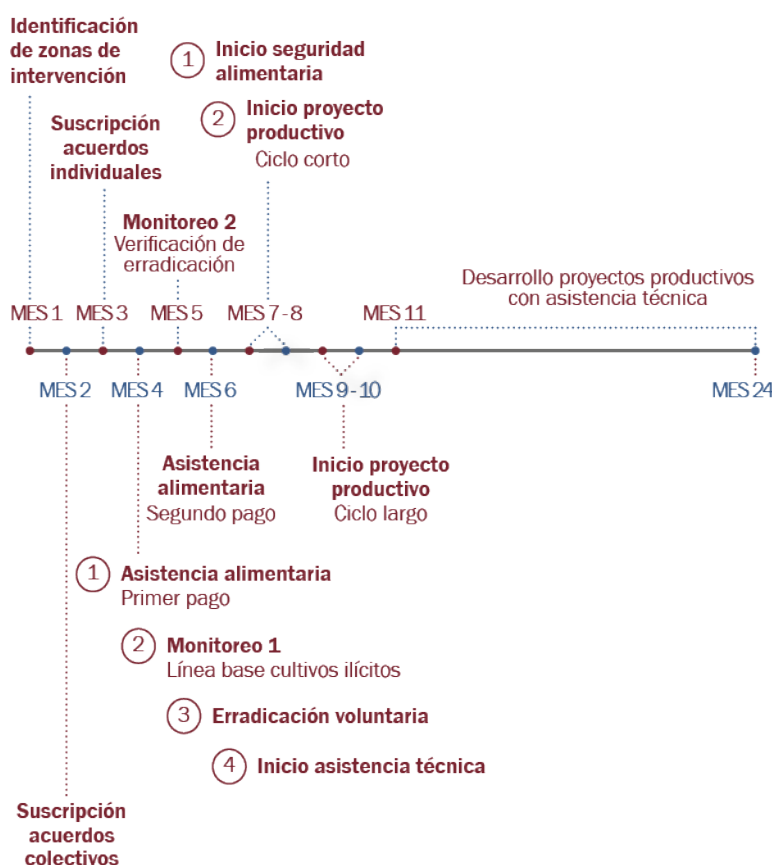 Identificación
de zonas de
intervención
1 Inicio seguridad
alimentaria
2 Inicio proyecto
productivo
Ciclo corto
Suscripción
acuerdos
individuales
Monitoreo 2
Verificación de
erradicación
Desarrollo proyectos productivos
con asistencia técnica
MES 1 MES 3 MES 5 MES 7 - 8 MES 11
MES 2 MES 4 MES 6 MES 9 - 10 MES 24
Asistencia
alimentaria
Segundo pago
Inicio proyecto
productivo
Ciclo largo
1 Asistencia alimentaria
Primer pago
2 Monitoreo 1
Línea base cultivos ilícitos
3 Erradicación voluntaria
4 Inicio asistencia técnica
Suscripción
acuerdos
colectivos